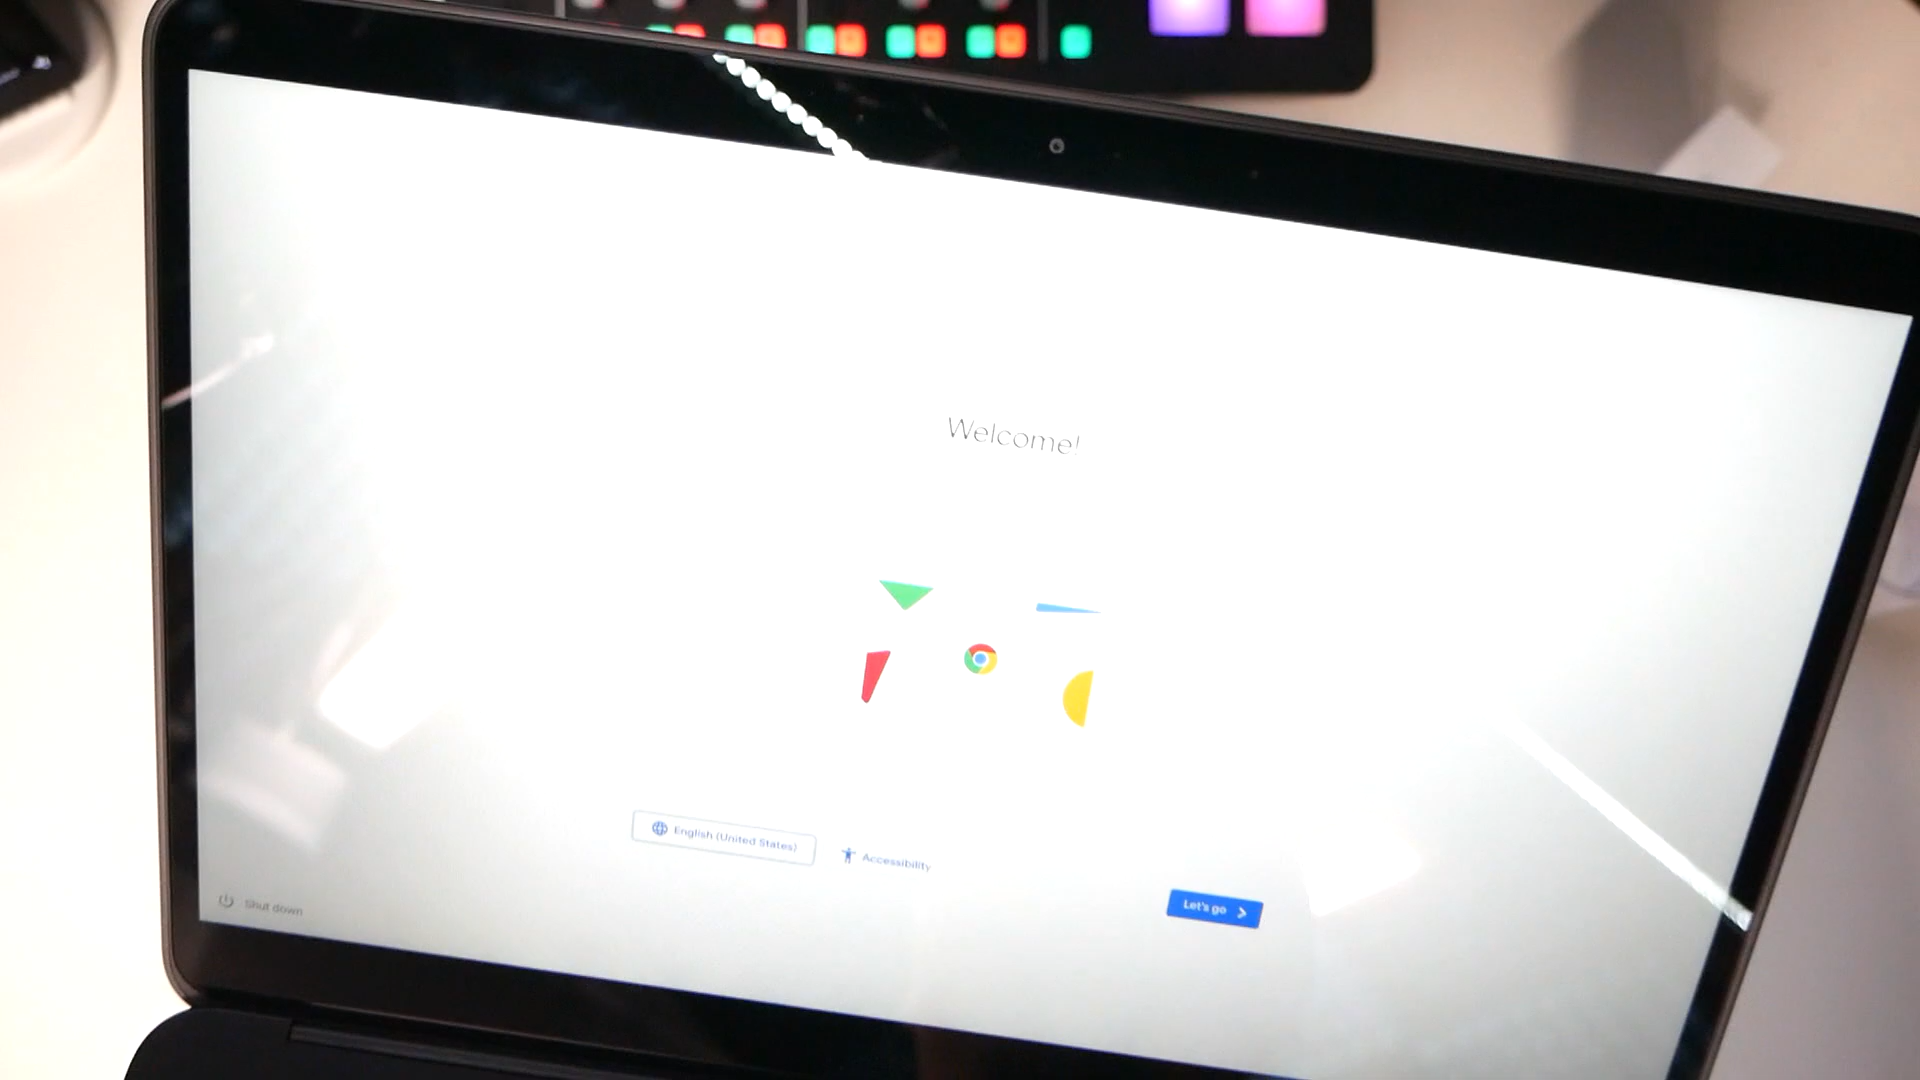 Welcome!
English (United States)
Accessibility
Let's go
Shut down